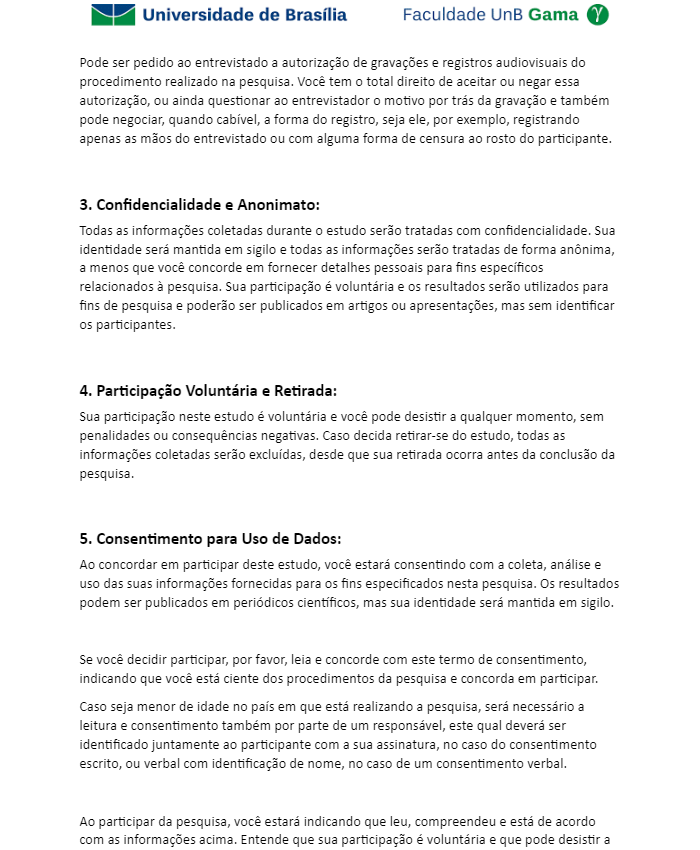 Universidade de Brasília Faculdade UnB Gama
Pode ser pedido ao entrevistado a autorização de gravações e registros audiovisuais do
procedimento realizado na pesquisa. Você tem o total direito de aceitar ou negar essa
autorização, ou ainda questionar ao entrevistador o motivo por trás da gravação e também
pode negociar, quando cabível, a forma do registro, seja ele, por exemplo, registrando
apenas as mãos do entrevistado ou com alguma forma de censura ao rosto do participante.
3. Confidencialidade e Anonimato:
Todas as informações coletadas durante o estudo serão tratadas com confidencialidade. Sua
identidade será mantida em sigilo e todas as informações serão tratadas de forma anônima,
a menos que você concorde em fornecer detalhes pessoais para fins específicos
relacionados à pesquisa. Sua participação é voluntária e os resultados serão utilizados para
fins de pesquisa e poderão ser publicados em artigos ou apresentações, mas sem identificar
os participantes.
4. Participação Voluntária e Retirada:
Sua participação neste estudo é voluntária e você pode desistir a qualquer momento, sem
penalidades ou consequências negativas. Caso decida retirar-se do estudo, todas as
informações coletadas serão excluídas, desde que sua retirada ocorra antes da conclusão da
pesquisa.
5. Consentimento para Uso de Dados:
Ao concordar em participar deste estudo, você estará consentindo com a coleta, análise e
uso das suas informações fornecidas para os fins especificados nesta pesquisa. Os resultados
podem ser publicados em periódicos científicos, mas sua identidade será mantida em sigilo.
Se você decidir participar, por favor, leia e concorde com este termo de consentimento,
indicando que você está ciente dos procedimentos da pesquisa e concorda em participar.
Caso seja menor de idade no país em que está realizando a pesquisa, será necessário a
leitura e consentimento também por parte de um responsável, este qual deverá ser
identificado juntamente ao participante com a sua assinatura, no caso do consentimento
escrito, ou verbal com identificação de nome, no caso de um consentimento verbal.
Ao participar da pesquisa, você estará indicando que leu, compreendeu e está de acordo
com as informações acima. Entende que sua participação é voluntária e que pode desistir a